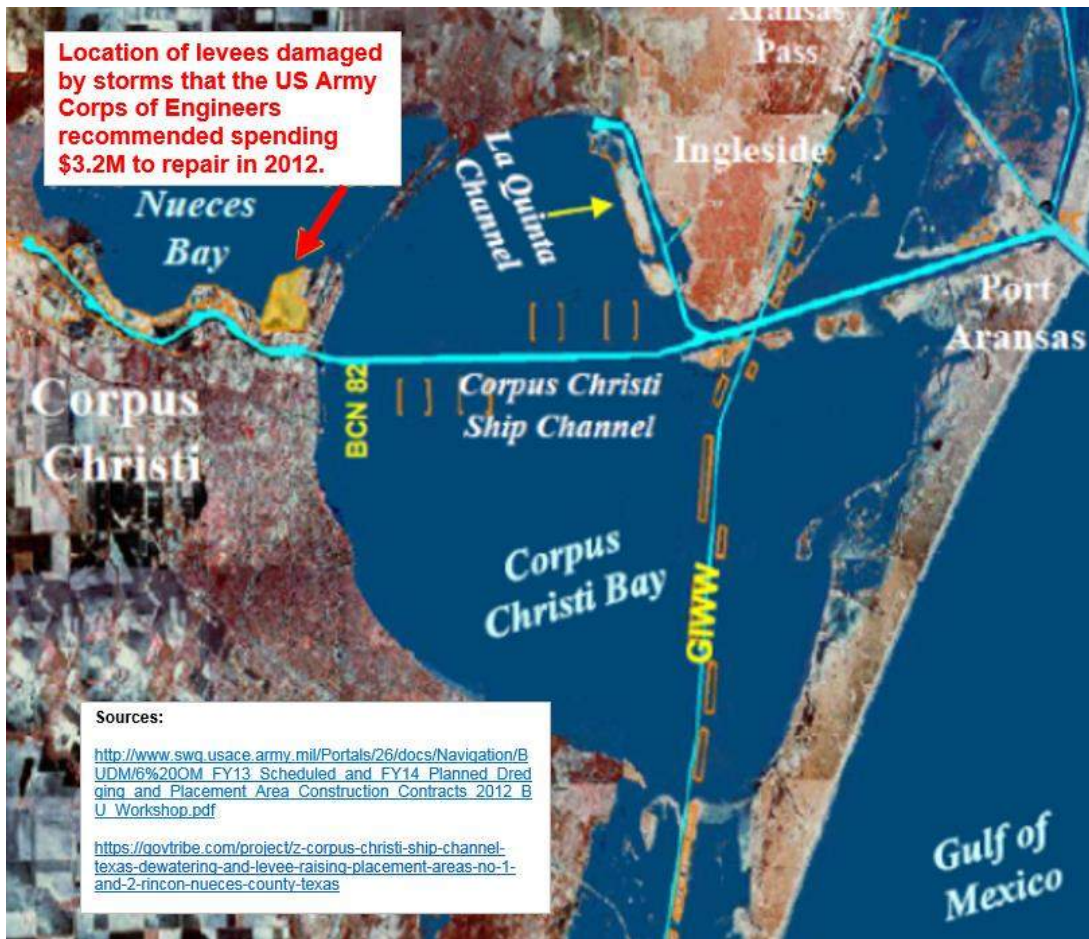 Location of levees damaged
by storms that the US Army
Corps of Engineers
recommended spending
$3.2M to repair in 2012.
Aransas
Pass
La Quinta
Channel
Ingleside
Nueces
Bay
Port
Aransas
Corpus
Christi
BCN 82
Corpus Christi
Ship Channel
Corpus
Christi Bay
GIWW
Gulf of
Mexico
Sources:
http://www.swg.usace.army.mil/Portals/26/docs/Navigation/B
UDM/6%20OM_FY13_Scheduled_and_FY14_Planned_Dred
ging_and_Placement_Area_Construction_Contracts_2012_B
U_Workshop.pdf
https://govtribe.com/project/z-corpus-christi-ship-channel-
texas-dewatering-and-levee-raising-placement-areas-no-1-
and-2-rincon-nueces-county-texas